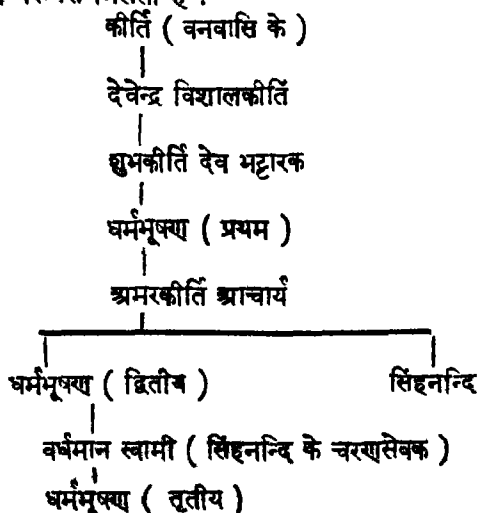 कीर्ति ( वनवासि के )
देवेन्द्र विशालकीर्ति
शुभकीर्ति देव भट्टारक
धर्मभूषण ( प्रथम )
अमरकीर्ति आचार्य
धर्मभूषण ( द्वितीय ) सिंहनन्दि
वर्धमान स्वामी ( सिंहनन्दि के चरणसेवक )
धर्मभूषण ( तृतीय )